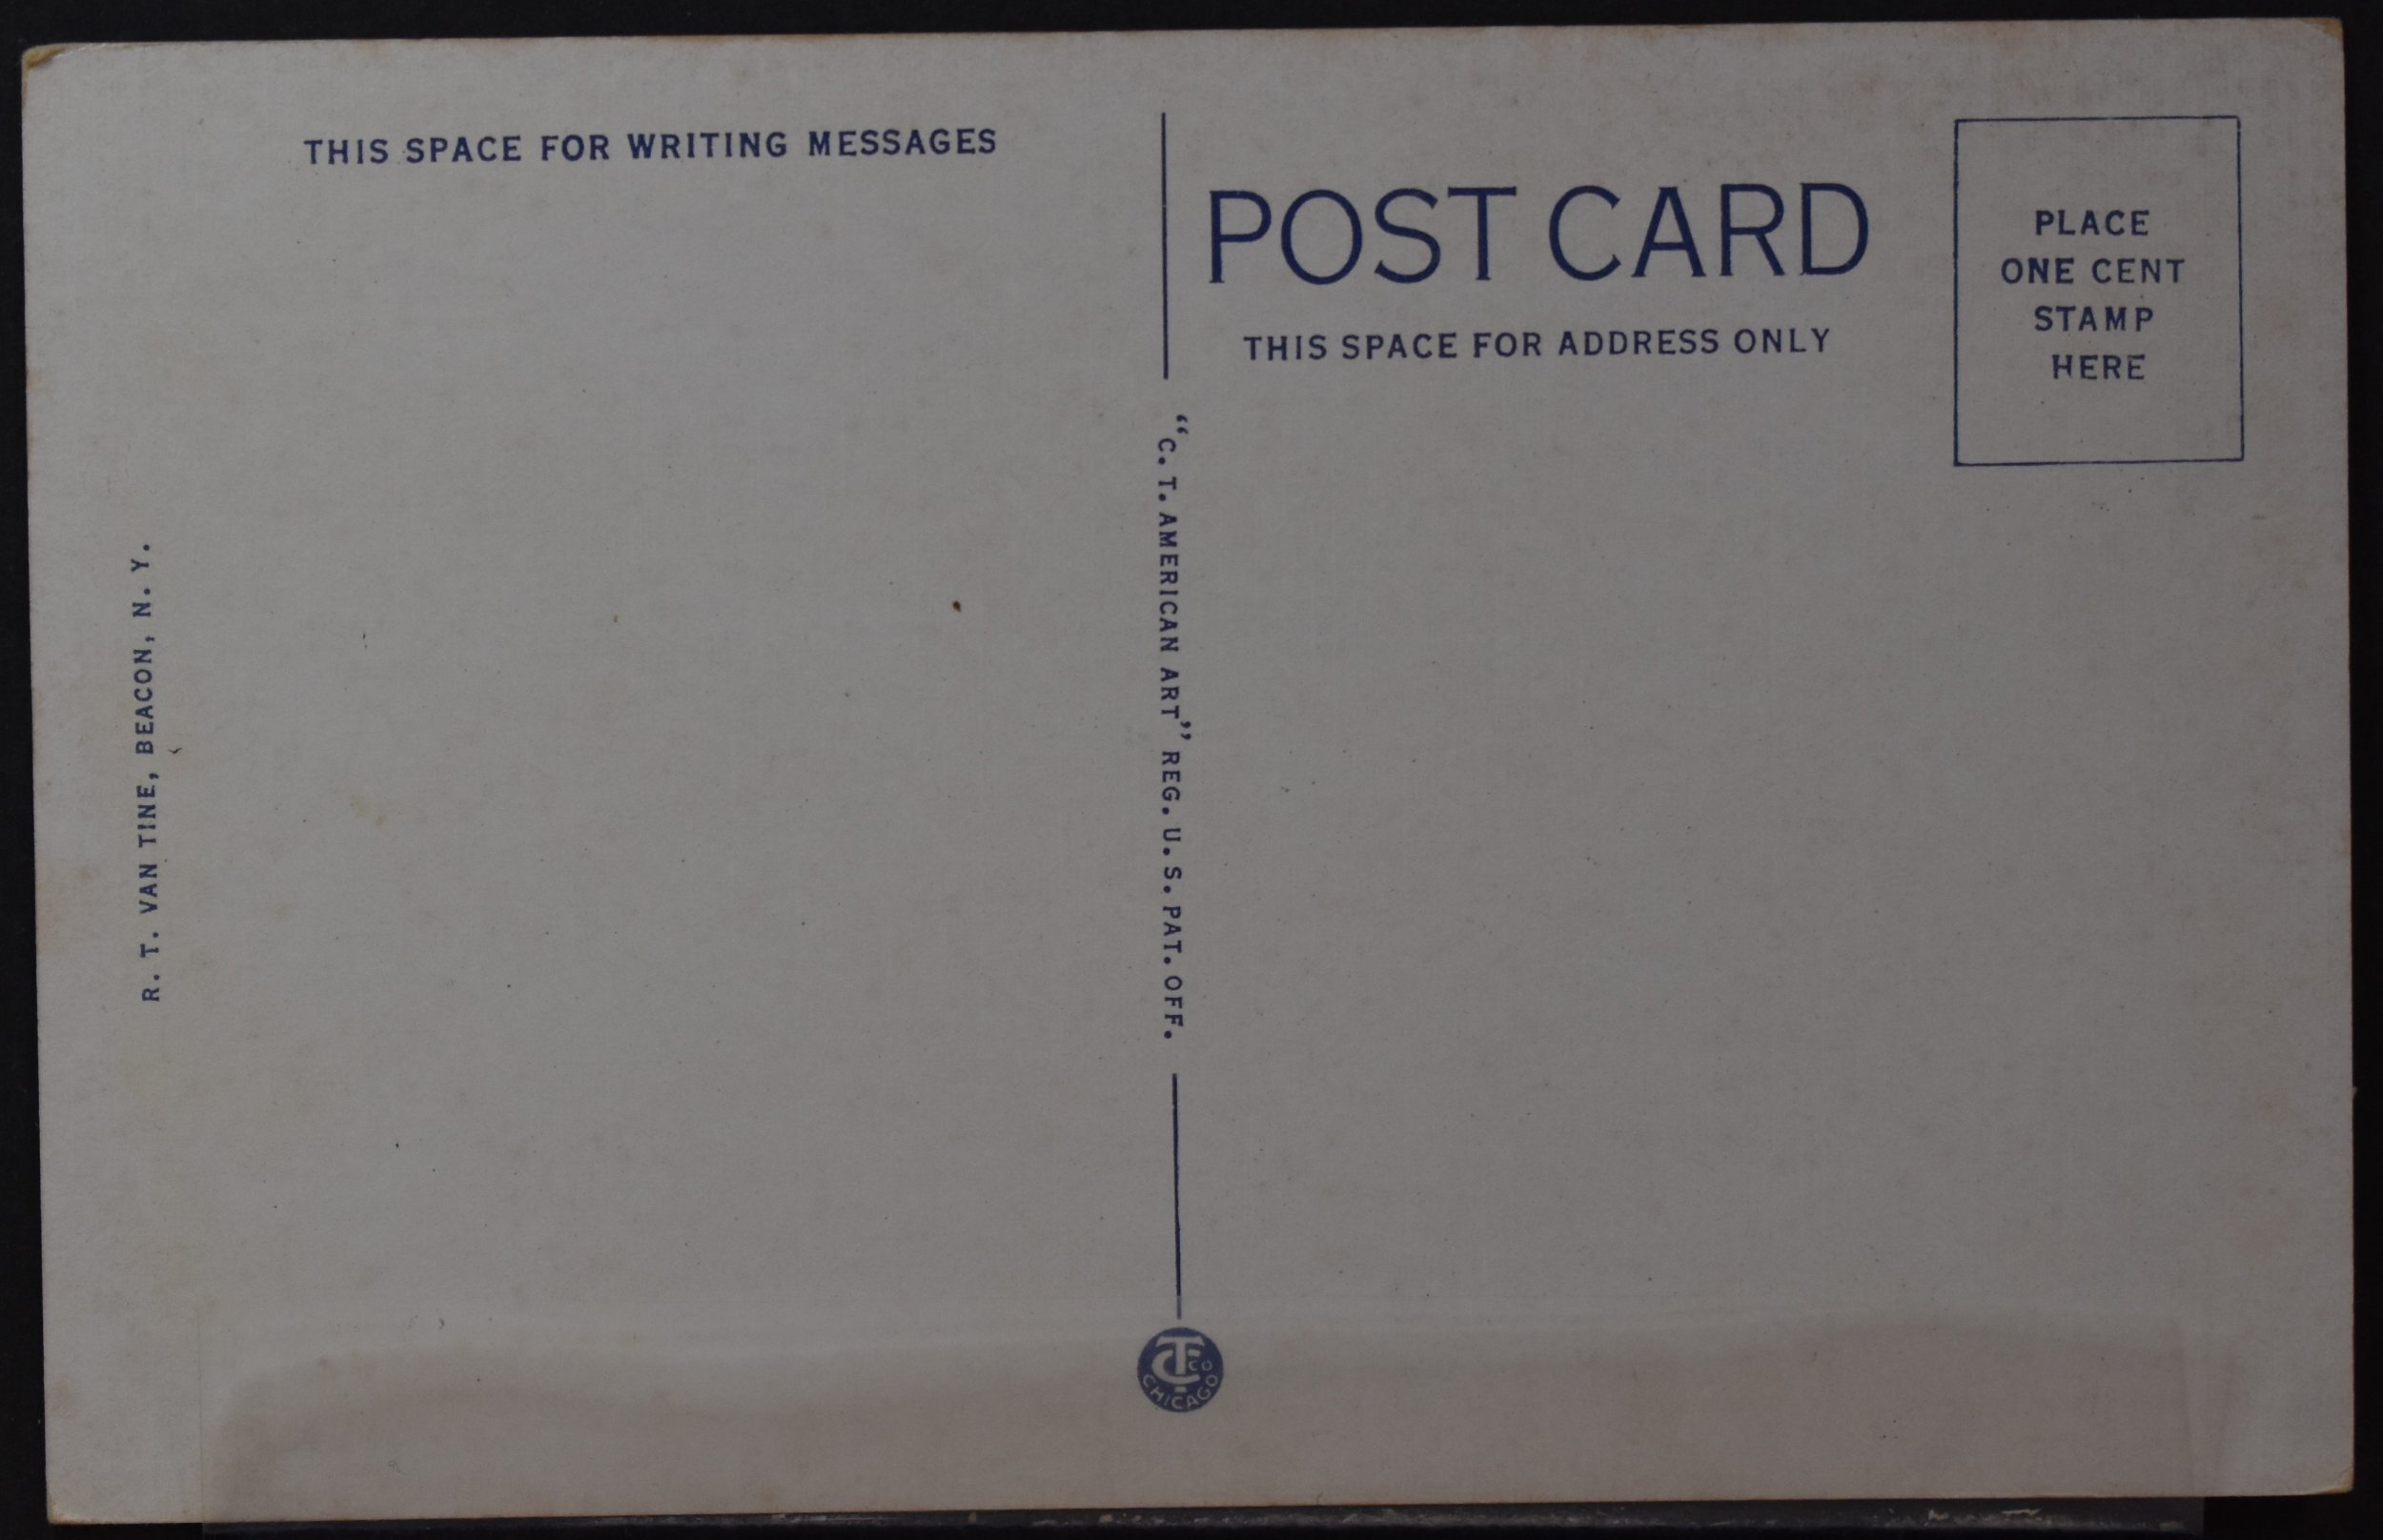 THIS SPACE FOR WRITING MESSAGES
POST CARD
THIS SPACE FOR ADDRESS ONLY
PLACE
ONE CENT
STAMP
HERE
R. T. VAN TINE, BEACON, N. Y.
“C. T. AMERICAN ART” REG. U. S. PAT. OFF.
CT CO
CHICAGO